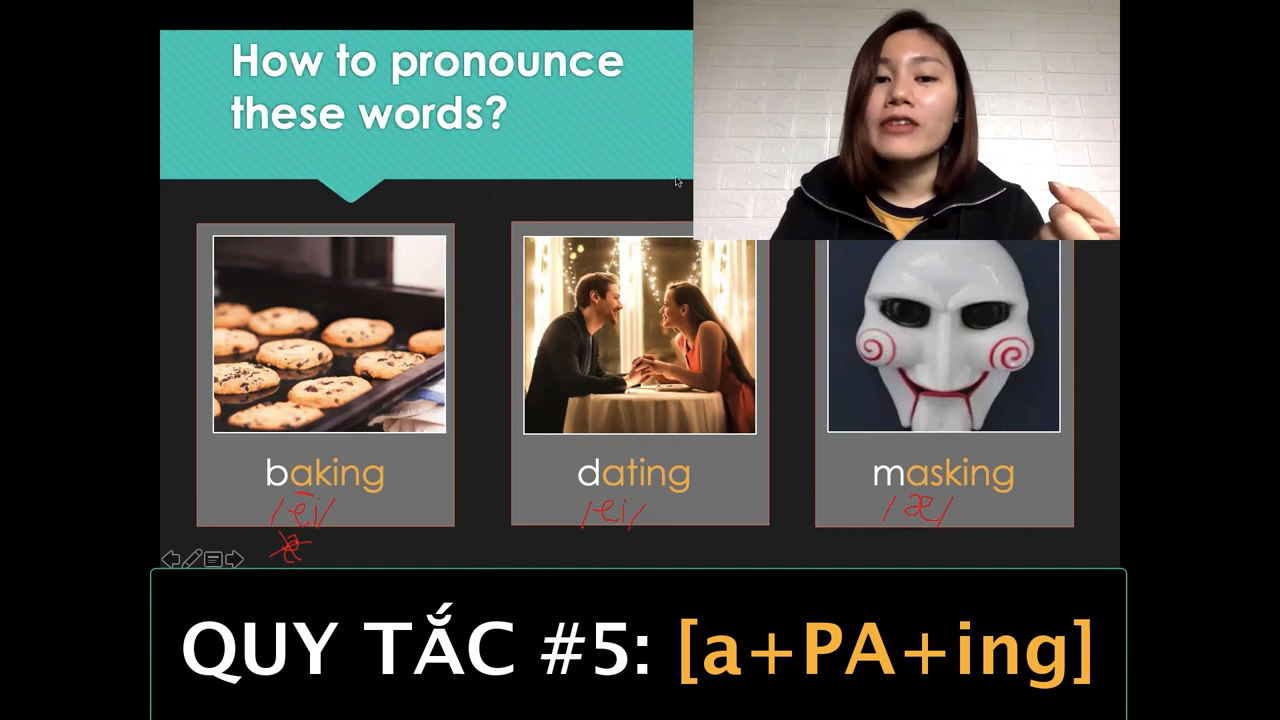 How to pronounce
these words?
baking
dating
masking
/ei/
/ei/
/æ/
QUY TẮC #5: [a+PA+ing]